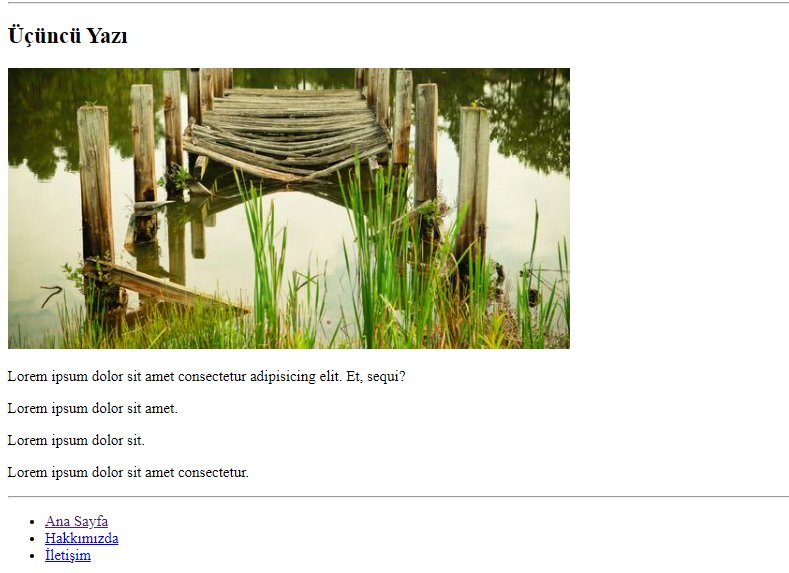 Üçüncü Yazı
Lorem ipsum dolor sit amet consectetur adipisicing elit. Et, sequi?
Lorem ipsum dolor sit amet.
Lorem ipsum dolor sit.
Lorem ipsum dolor sit amet consectetur.
Ana Sayfa
Hakkımızda
İletişim